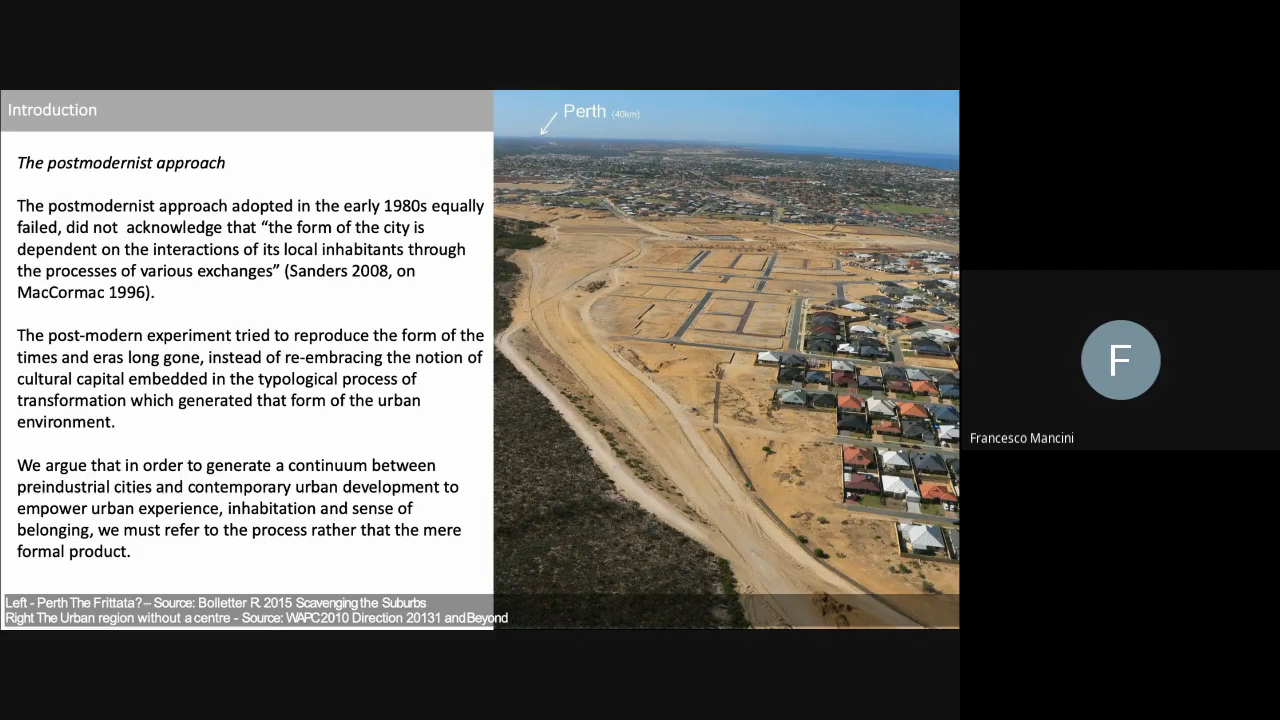 Introduction
Perth (40km)
The postmodernist approach
The postmodernist approach adopted in the early 1980s equally
failed, did not acknowledge that “the form of the city is
dependent on the interactions of its local inhabitants through
the processes of various exchanges” (Sanders 2008, on
MacCormac 1996).
The post-modern experiment tried to reproduce the form of the
times and eras long gone, instead of re-embracing the notion of
cultural capital embedded in the typological process of
transformation which generated that form of the urban
environment.
We argue that in order to generate a continuum between
preindustrial cities and contemporary urban development to
empower urban experience, inhabitation and sense of
belonging, we must refer to the process rather that the mere
formal product.
Left - Perth The Frittata? – Source: Bolletter R. 2015 Scavenging the Suburbs
Right The Urban region without a centre - Source: WAPC2010 Direction 20131 and Beyond
F
Francesco Mancini